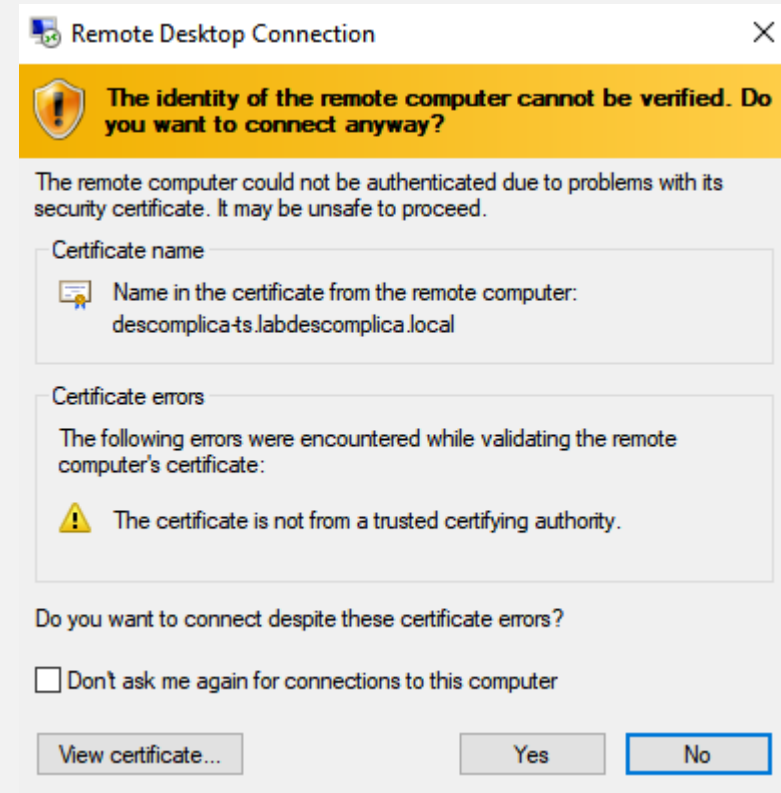 Remote Desktop Connection
The identity of the remote computer cannot be verified. Do
you want to connect anyway?
The remote computer could not be authenticated due to problems with its
security certificate. It may be unsafe to proceed.
Certificate name
Name in the certificate from the remote computer:
descomplica-ts.labdescomplica.local
Certificate errors
The following errors were encountered while validating the remote
computer's certificate:
The certificate is not from a trusted certifying authority.
Do you want to connect despite these certificate errors?
Don't ask me again for connections to this computer
View certificate...
Yes
No